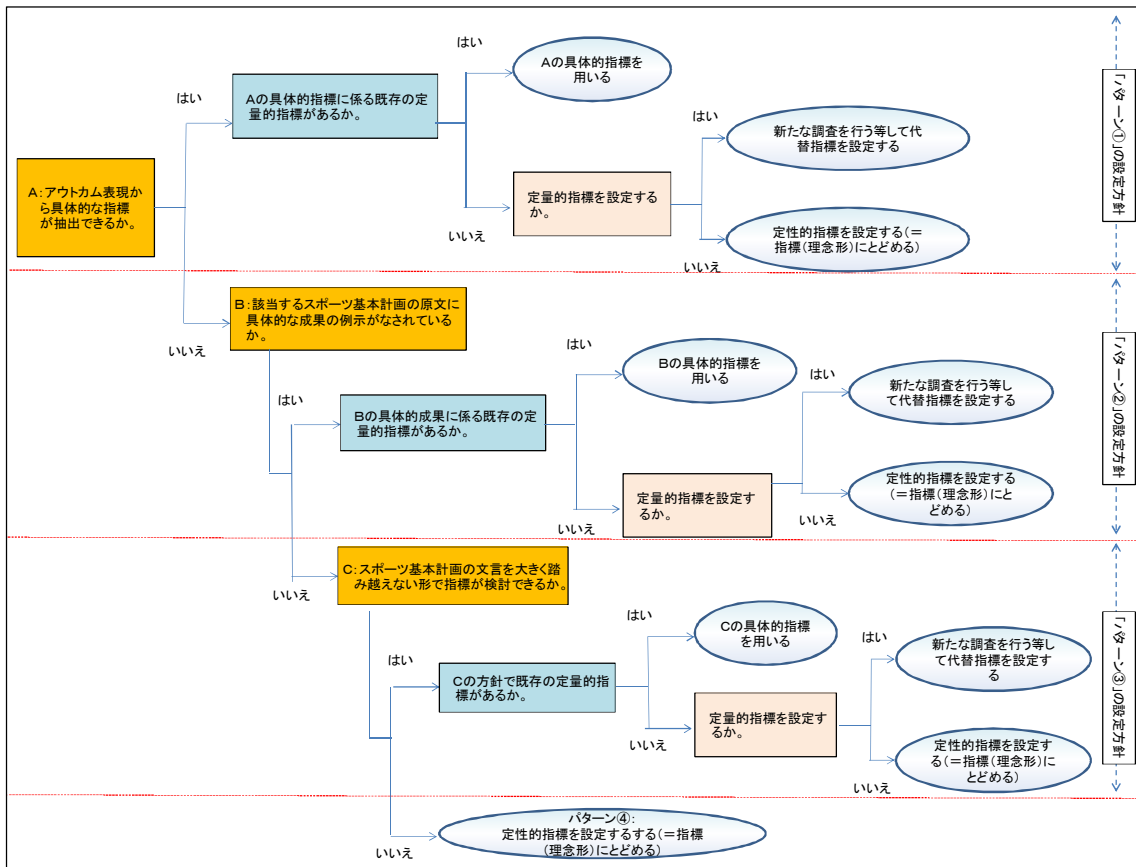 はい
Aの具体的指標を
用いる
はい
Aの具体的指標に係る既存の定
量的指標があるか。
はい
新たな調査を行う等して代
替指標を設定する
A:アウトカム表現か
ら具体的な指標
が抽出できるか。
定量的指標を設定する
か。
いいえ
定性的指標を設定する(=
指標(理念形)にとどめる)
いいえ
「パターン①」の設定方針
B:該当するスポーツ基本計画の原文に
具体的な成果の例示がなされている
か。
いいえ
はい
Bの具体的指標を
用いる
はい
新たな調査を行う等し
て代替指標を設定する
はい
Bの具体的成果に係る既存の定
量的指標があるか。
定量的指標を設定す
るか。
いいえ
定性的指標を設定する
(=指標(理念形)にと
どめる)
いいえ
「パターン②」の設定方針
C:スポーツ基本計画の文言を大きく踏
み越えない形で指標が検討できるか。
いいえ
はい
Cの具体的指標
を用いる
はい
新たな調査を行う等し
て代替指標を設定す
る
はい
Cの方針で既存の定量的指
標があるか。
定量的指標を設定す
るか。
いいえ
定性的指標を設定す
る(=指標(理念形)に
とどめる)
いいえ
「パターン③」の設定方針
パターン④:
定性的指標を設定するする(=指標
(理念形)にとどめる)
いいえ